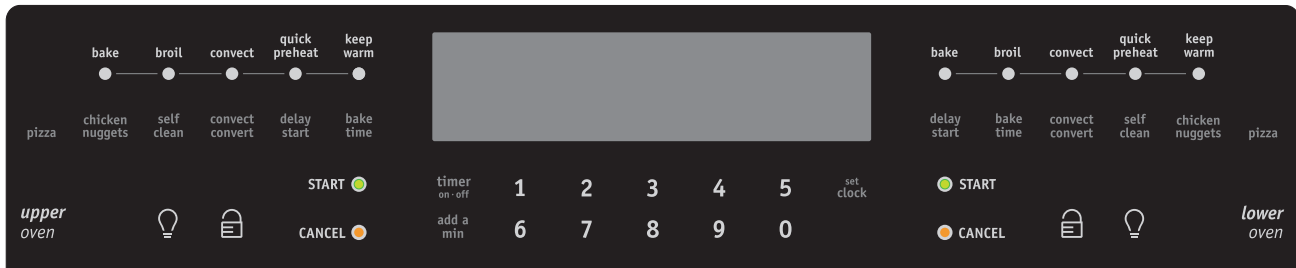 bake broil convect quick preheat keep warm
pizza chicken nuggets self clean convect convert delay start bake time
START
CANCEL
upper
oven
timer
on·off
1 2 3 4 5
set
clock
add a
min
6 7 8 9 0
bake broil convect quick preheat keep warm
delay start bake time convect convert self clean chicken nuggets pizza
START
CANCEL
lower
oven